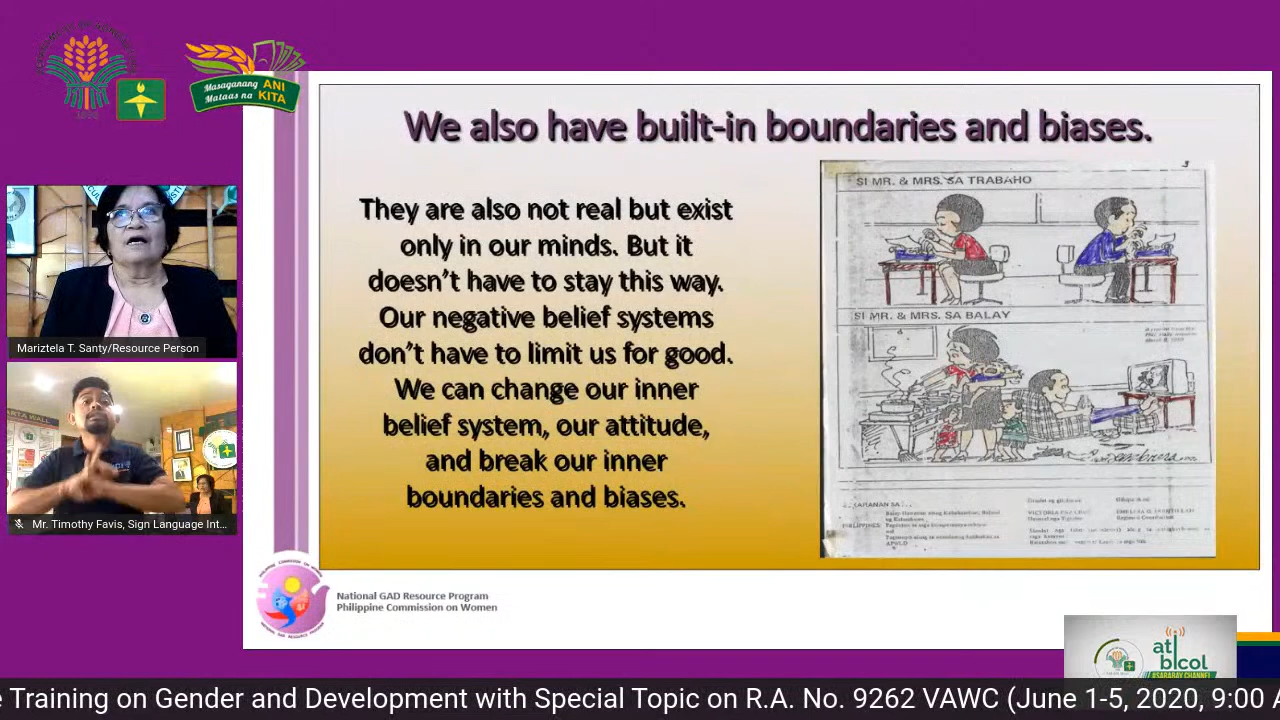 1898
Masaganang ANI
Mataas na KITA
We also have built-in boundaries and biases.
They are also not real but exist
only in our minds. But it
doesn't have to stay this way.
Our negative belief systems
don't have to limit us for good.
We can change our inner
belief system, our attitude,
and break our inner
boundaries and biases.
3
SI MR. & MRS. SA TRABAHO
SI MR. & MRS. SA BALAY
Mariztela T. Santy/Resource Person
Mr. Timothy Favis, Sign Language Int...
PHILIPPINES
National GAD Resource Program
Philippine Commission on Women
ati
bicol
#SARABAY CHANNEL
e Training on Gender and Development with Special Topic on R.A. No. 9262 VAWC (June 1-5, 2020, 9:00 A